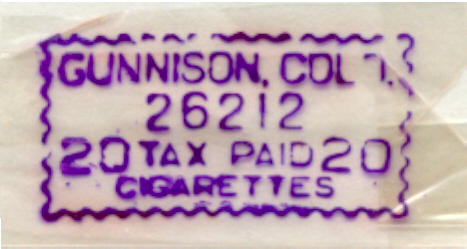 GUNNISON, COLO.
26212
20 TAX PAID 20
CIGARETTES